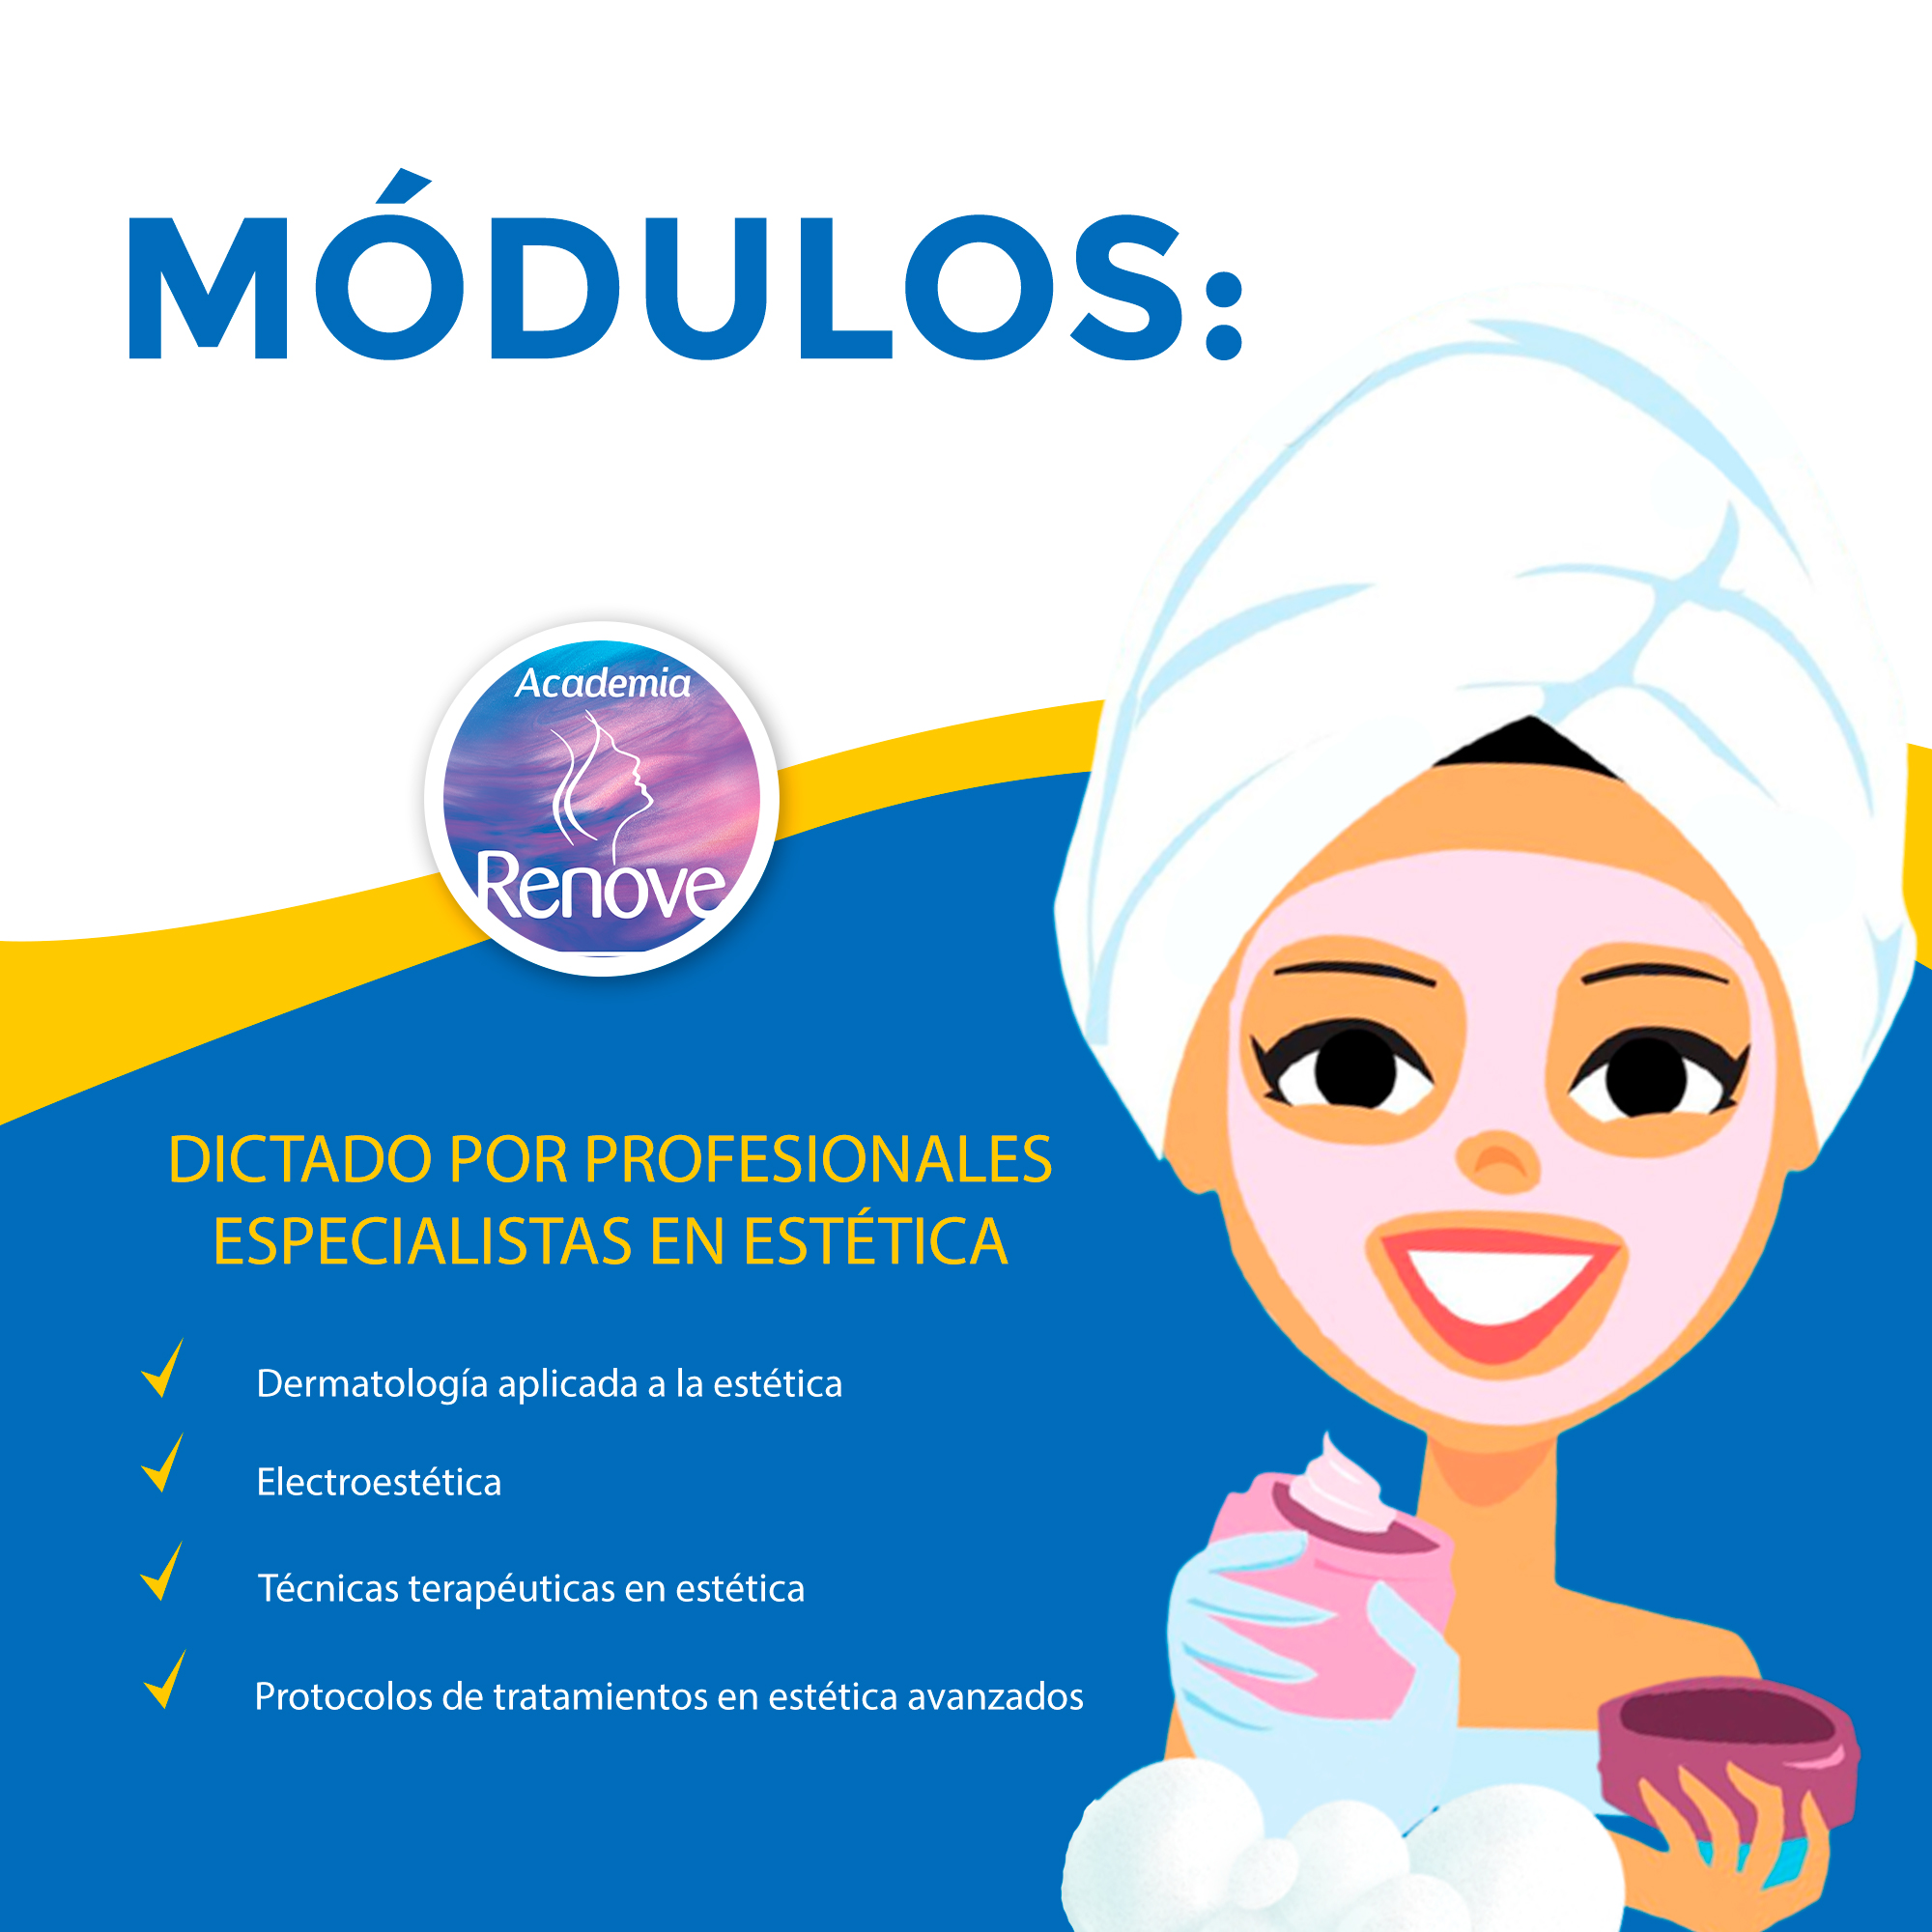 MÓDULOS:
Academia
Renove
DICTADO POR PROFESIONALES
ESPECIALISTAS EN ESTÉTICA
Dermatología aplicada a la estética
Electroestética
Técnicas terapéuticas en estética
Protocolos de tratamientos en estética avanzados